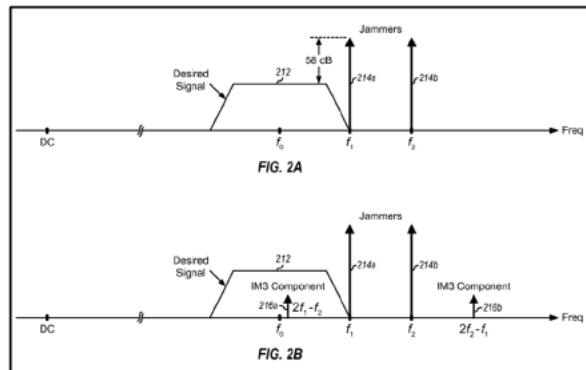 Jammers
58 dB
Desired
Signal
212
214a
214b
DC
f0
f1
f2
Freq
FIG. 2A
Jammers
Desired
Signal
212
214a
214b
IM3 Component
IM3 Component
216a
2f1-f2
216b
DC
f0
f1
f2
2f2-f1
Freq
FIG. 2B